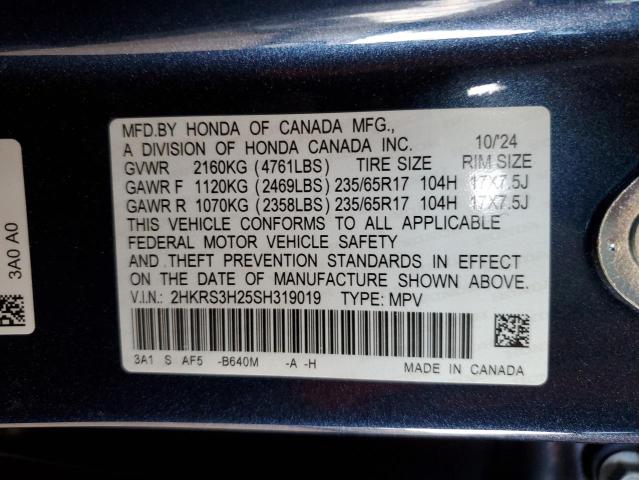 MFD.BY HONDA OF CANADA MFG.,
A DIVISION OF HONDA CANADA INC. 10/'24
GVWR 2160KG (4761LBS) TIRE SIZE RIM SIZE
GAWR F 1120KG (2469LBS) 235/65R17 104H 17X7.5J
GAWR R 1070KG (2358LBS) 235/65R17 104H 17X7.5J
THIS VEHICLE CONFORMS TO ALL APPLICABLE
FEDERAL MOTOR VEHICLE SAFETY
AND THEFT PREVENTION STANDARDS IN EFFECT
ON THE DATE OF MANUFACTURE SHOWN ABOVE.
V.I.N.: 2HKRS3H25SH319019 TYPE: MPV
3A1 S AF5 -B640M -A -H
MADE IN CANADA
3A0 A0